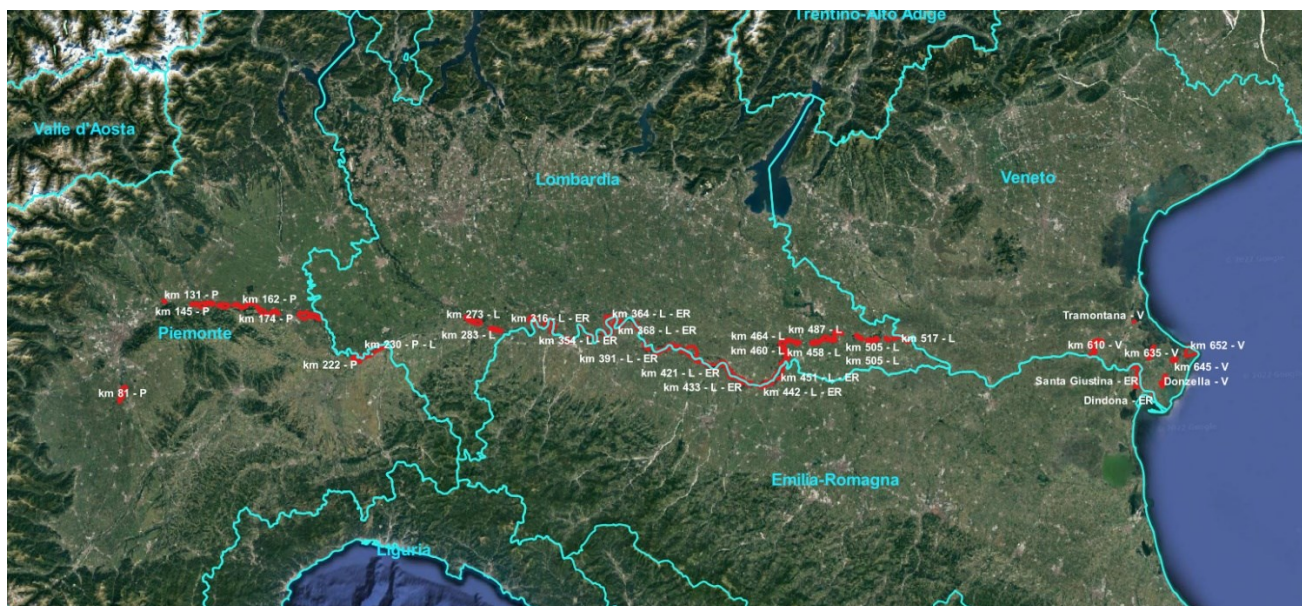 Trentino-Alto Adige
Valle d'Aosta
Lombardia
Veneto
km 131 - P
km 162 - P
km 145 - P
km 174 - P
Piemonte
km 273 - L
km 283 - L
km 316 - L - ER
km 364 - L - ER
km 354 - L - ER
km 368 - L - ER
km 391 - L - ER
km 230 - P - L
km 222 - P
km 81 - P
km 464 - L
km 487 - L
km 460 - L
km 458 - L
km 505 - L
km 517 - L
km 505 - L
km 421 - L - ER
km 451 - L - ER
km 433 - L - ER
km 442 - L - ER
Tramontana - V
km 610 - V
km 635 - V
km 652 - V
km 645 - V
Santa Giustina - ER
Donzella - V
Dindona - ER
Emilia-Romagna
Liguria